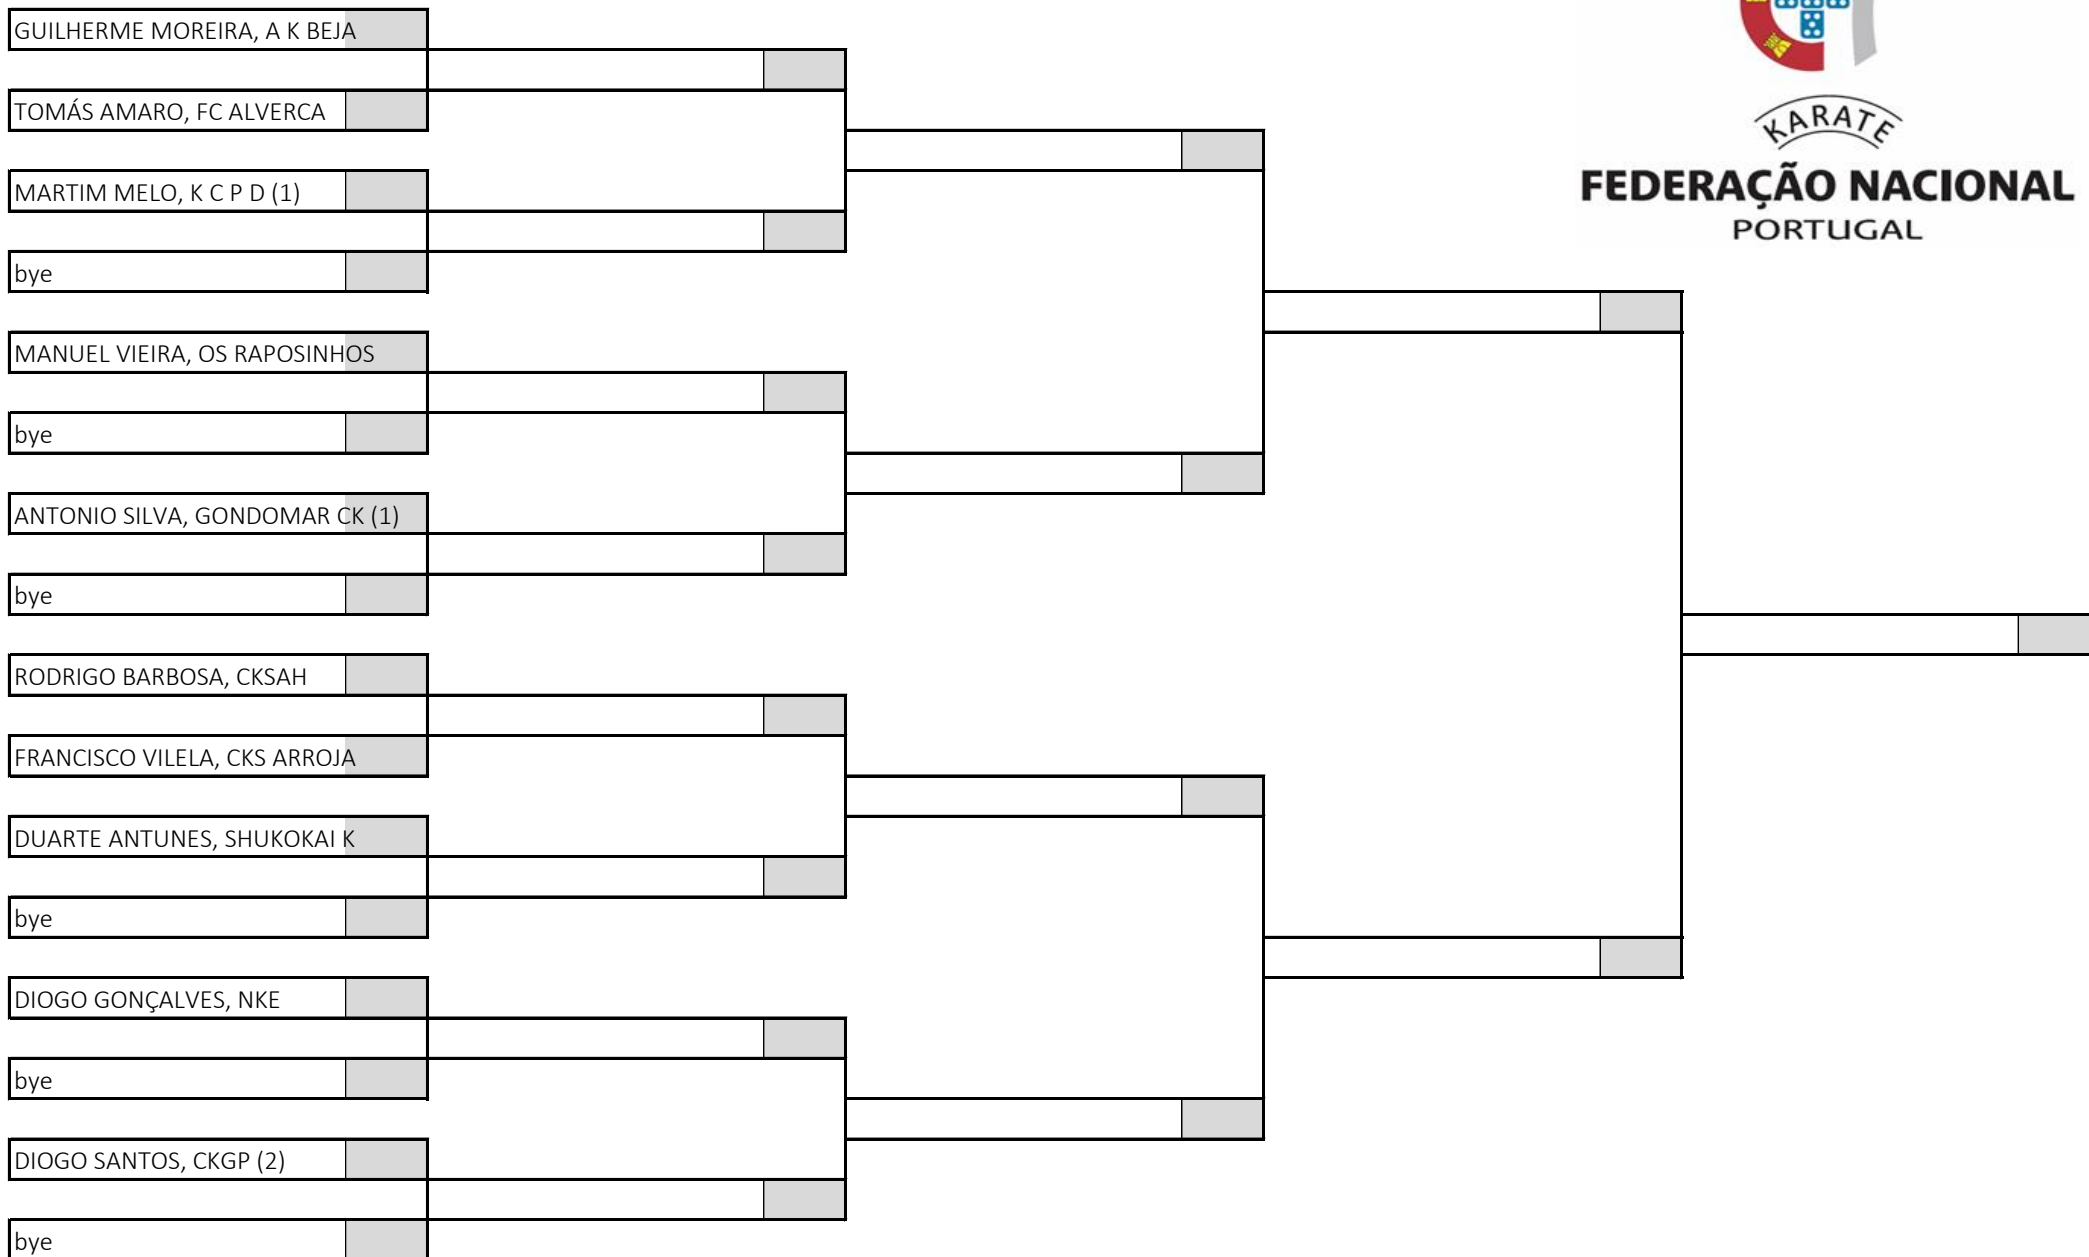 GUILHERME MOREIRA, A K BEJA
TOMÁS AMARO, FC ALVERCA
MARTIM MELO, K C P D (1)
bye
MANUEL VIEIRA, OS RAPOSINHOS
bye
ANTONIO SILVA, GONDOMAR CK (1)
bye
RODRIGO BARBOSA, CKSAH
FRANCISCO VILELA, CKS ARROJA
DUARTE ANTUNES, SHUKOKAI K
bye
DIOGO GONÇALVES, NKE
bye
DIOGO SANTOS, CKGP (2)
bye
KARATE
FEDERAÇÃO NACIONAL
PORTUGAL